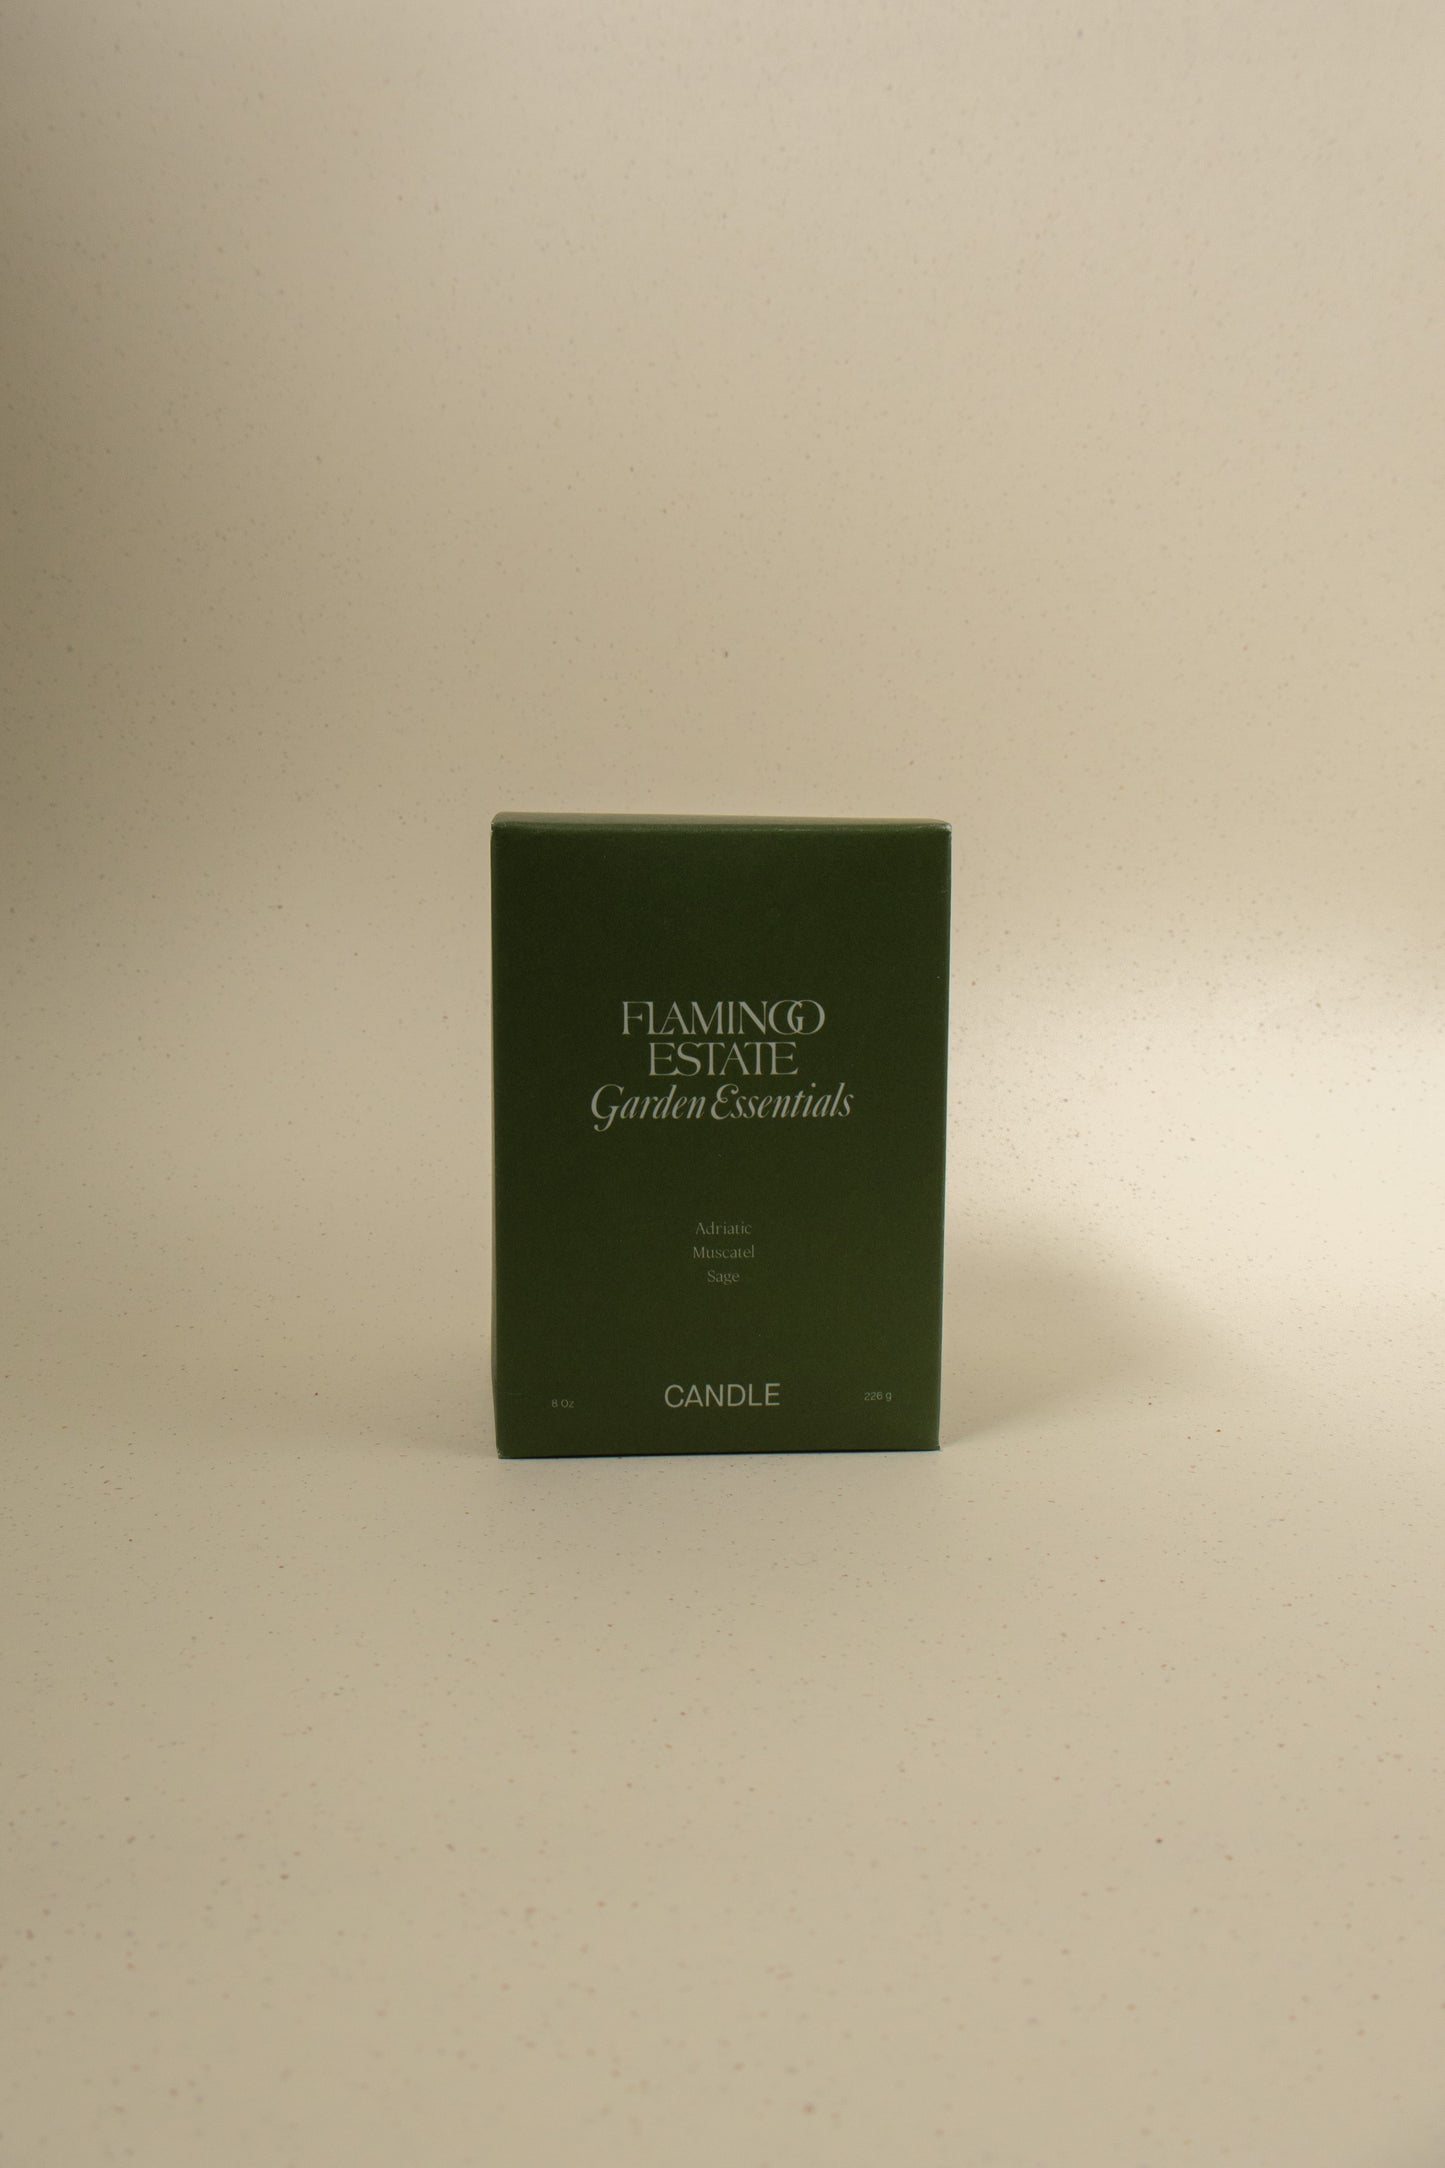 FLAMINGO
ESTATE
Garden Essentials
Adriatic
Muscatel
Sage
8 Oz CANDLE 226 g